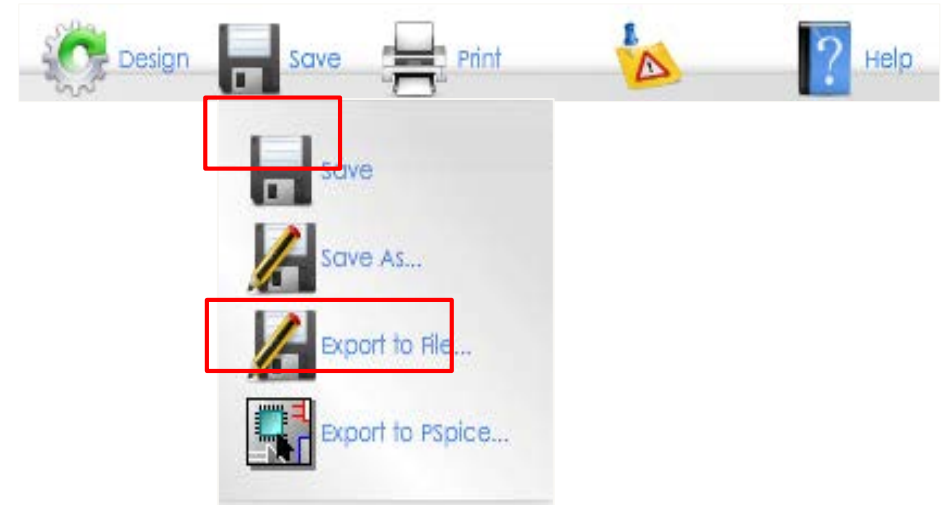 Design Save Print Help
Save
Save As...
Export to File...
Export to PSpice...